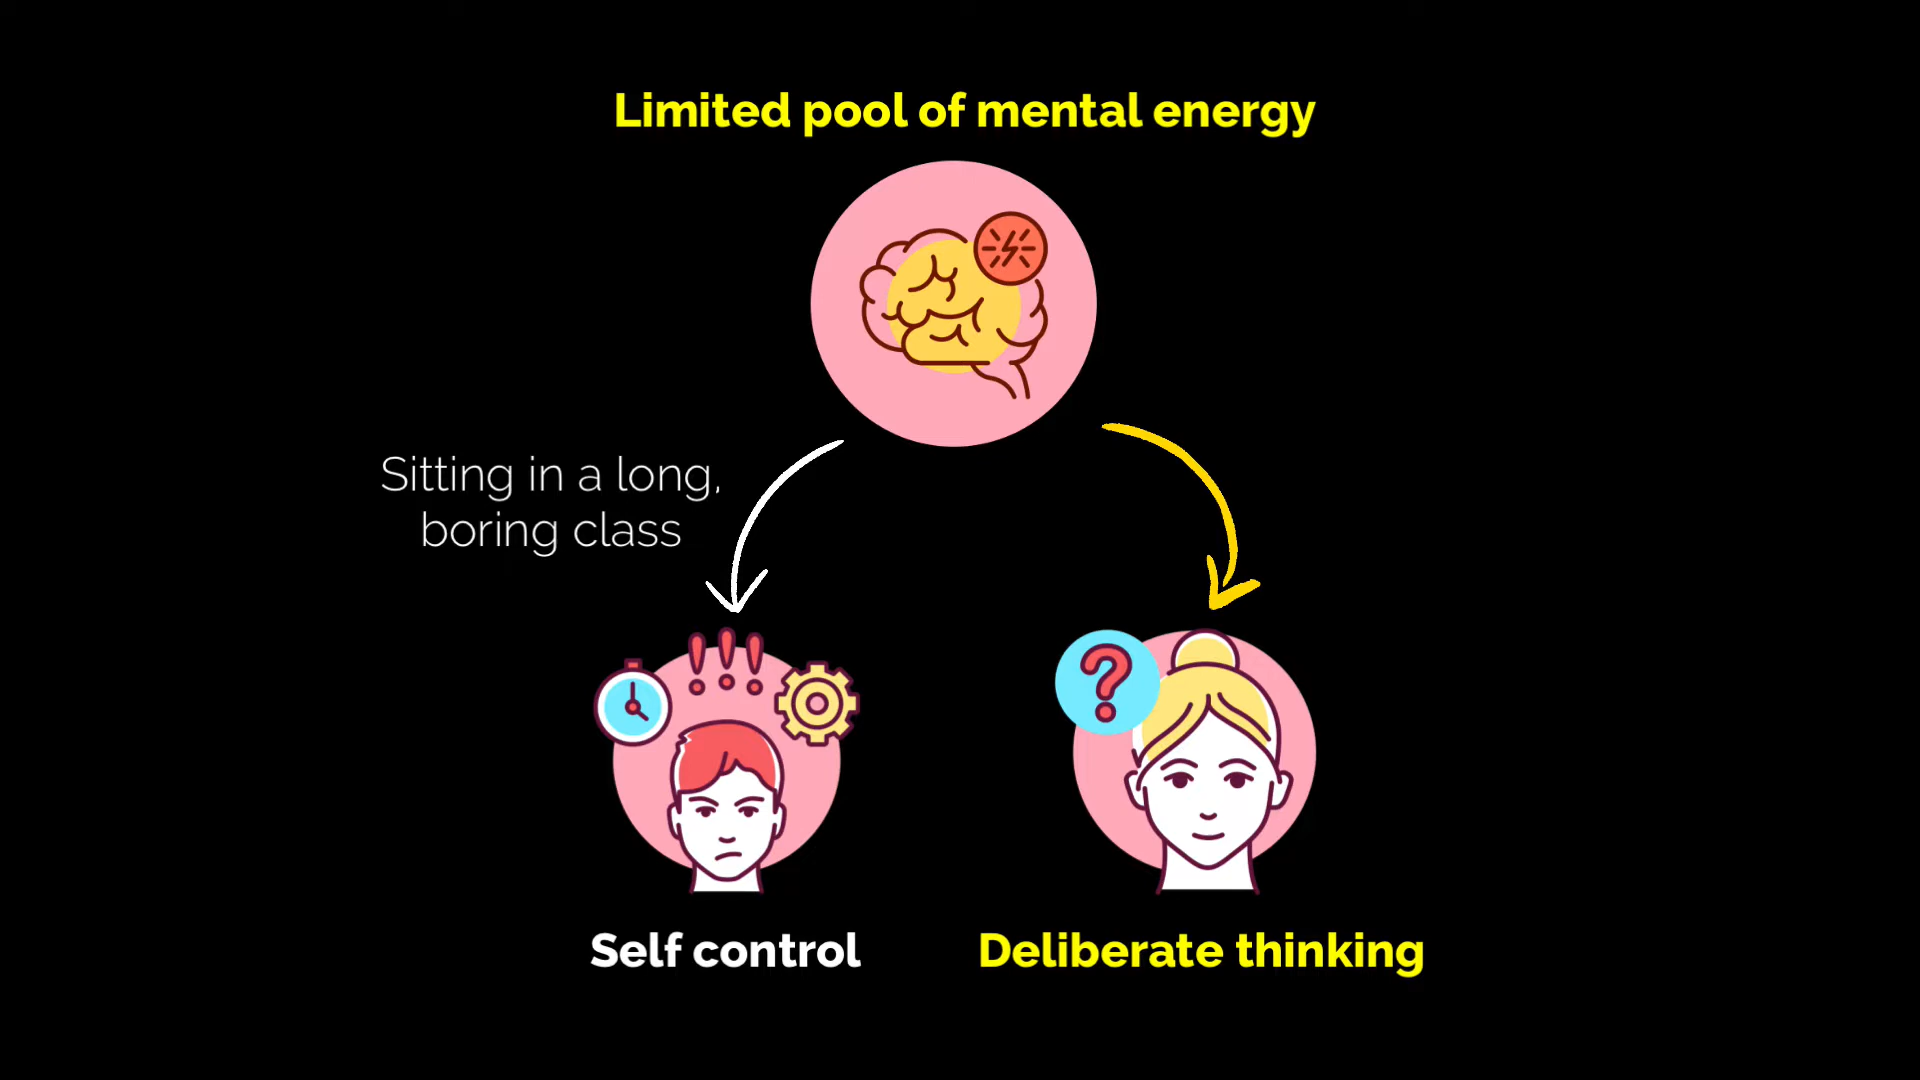 Limited pool of mental energy
Sitting in a long,
boring class
Self control
Deliberate thinking